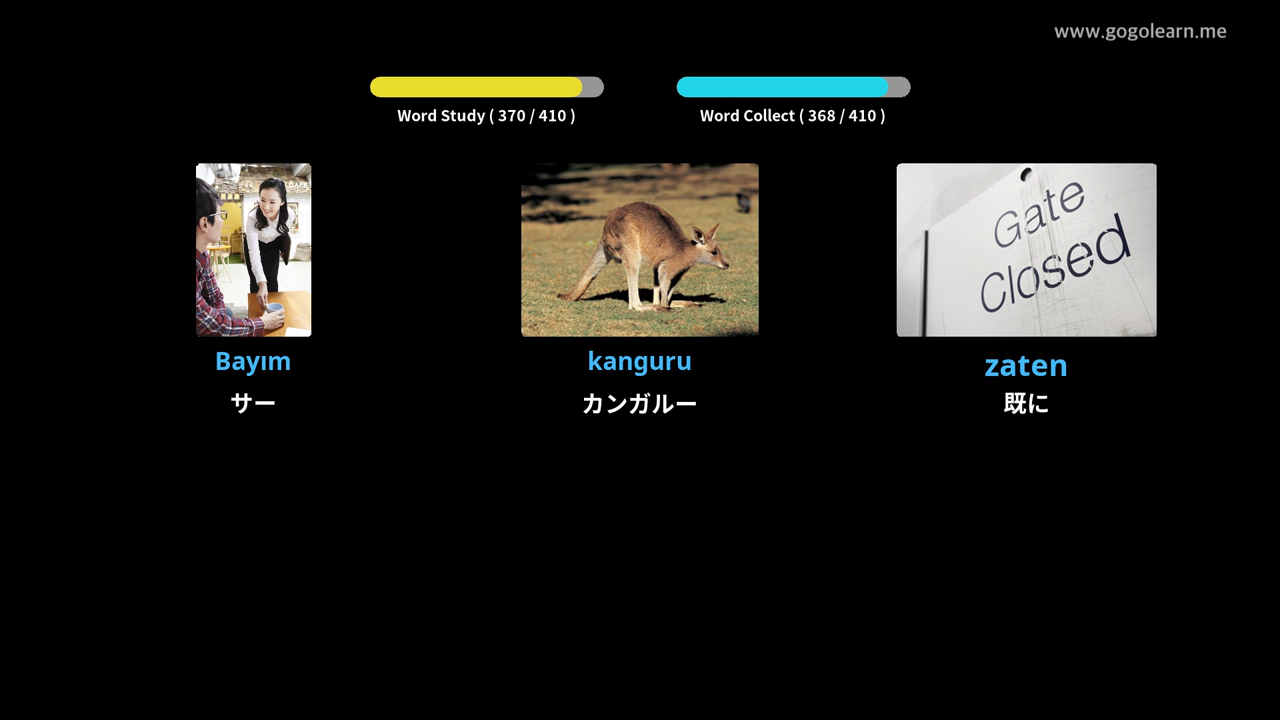 www.gogolearn.me
Word Study ( 370 / 410 )
Word Collect ( 368 / 410 )
Gate
Closed
Bayım
kanguru
zaten
サー
カンガルー
既に